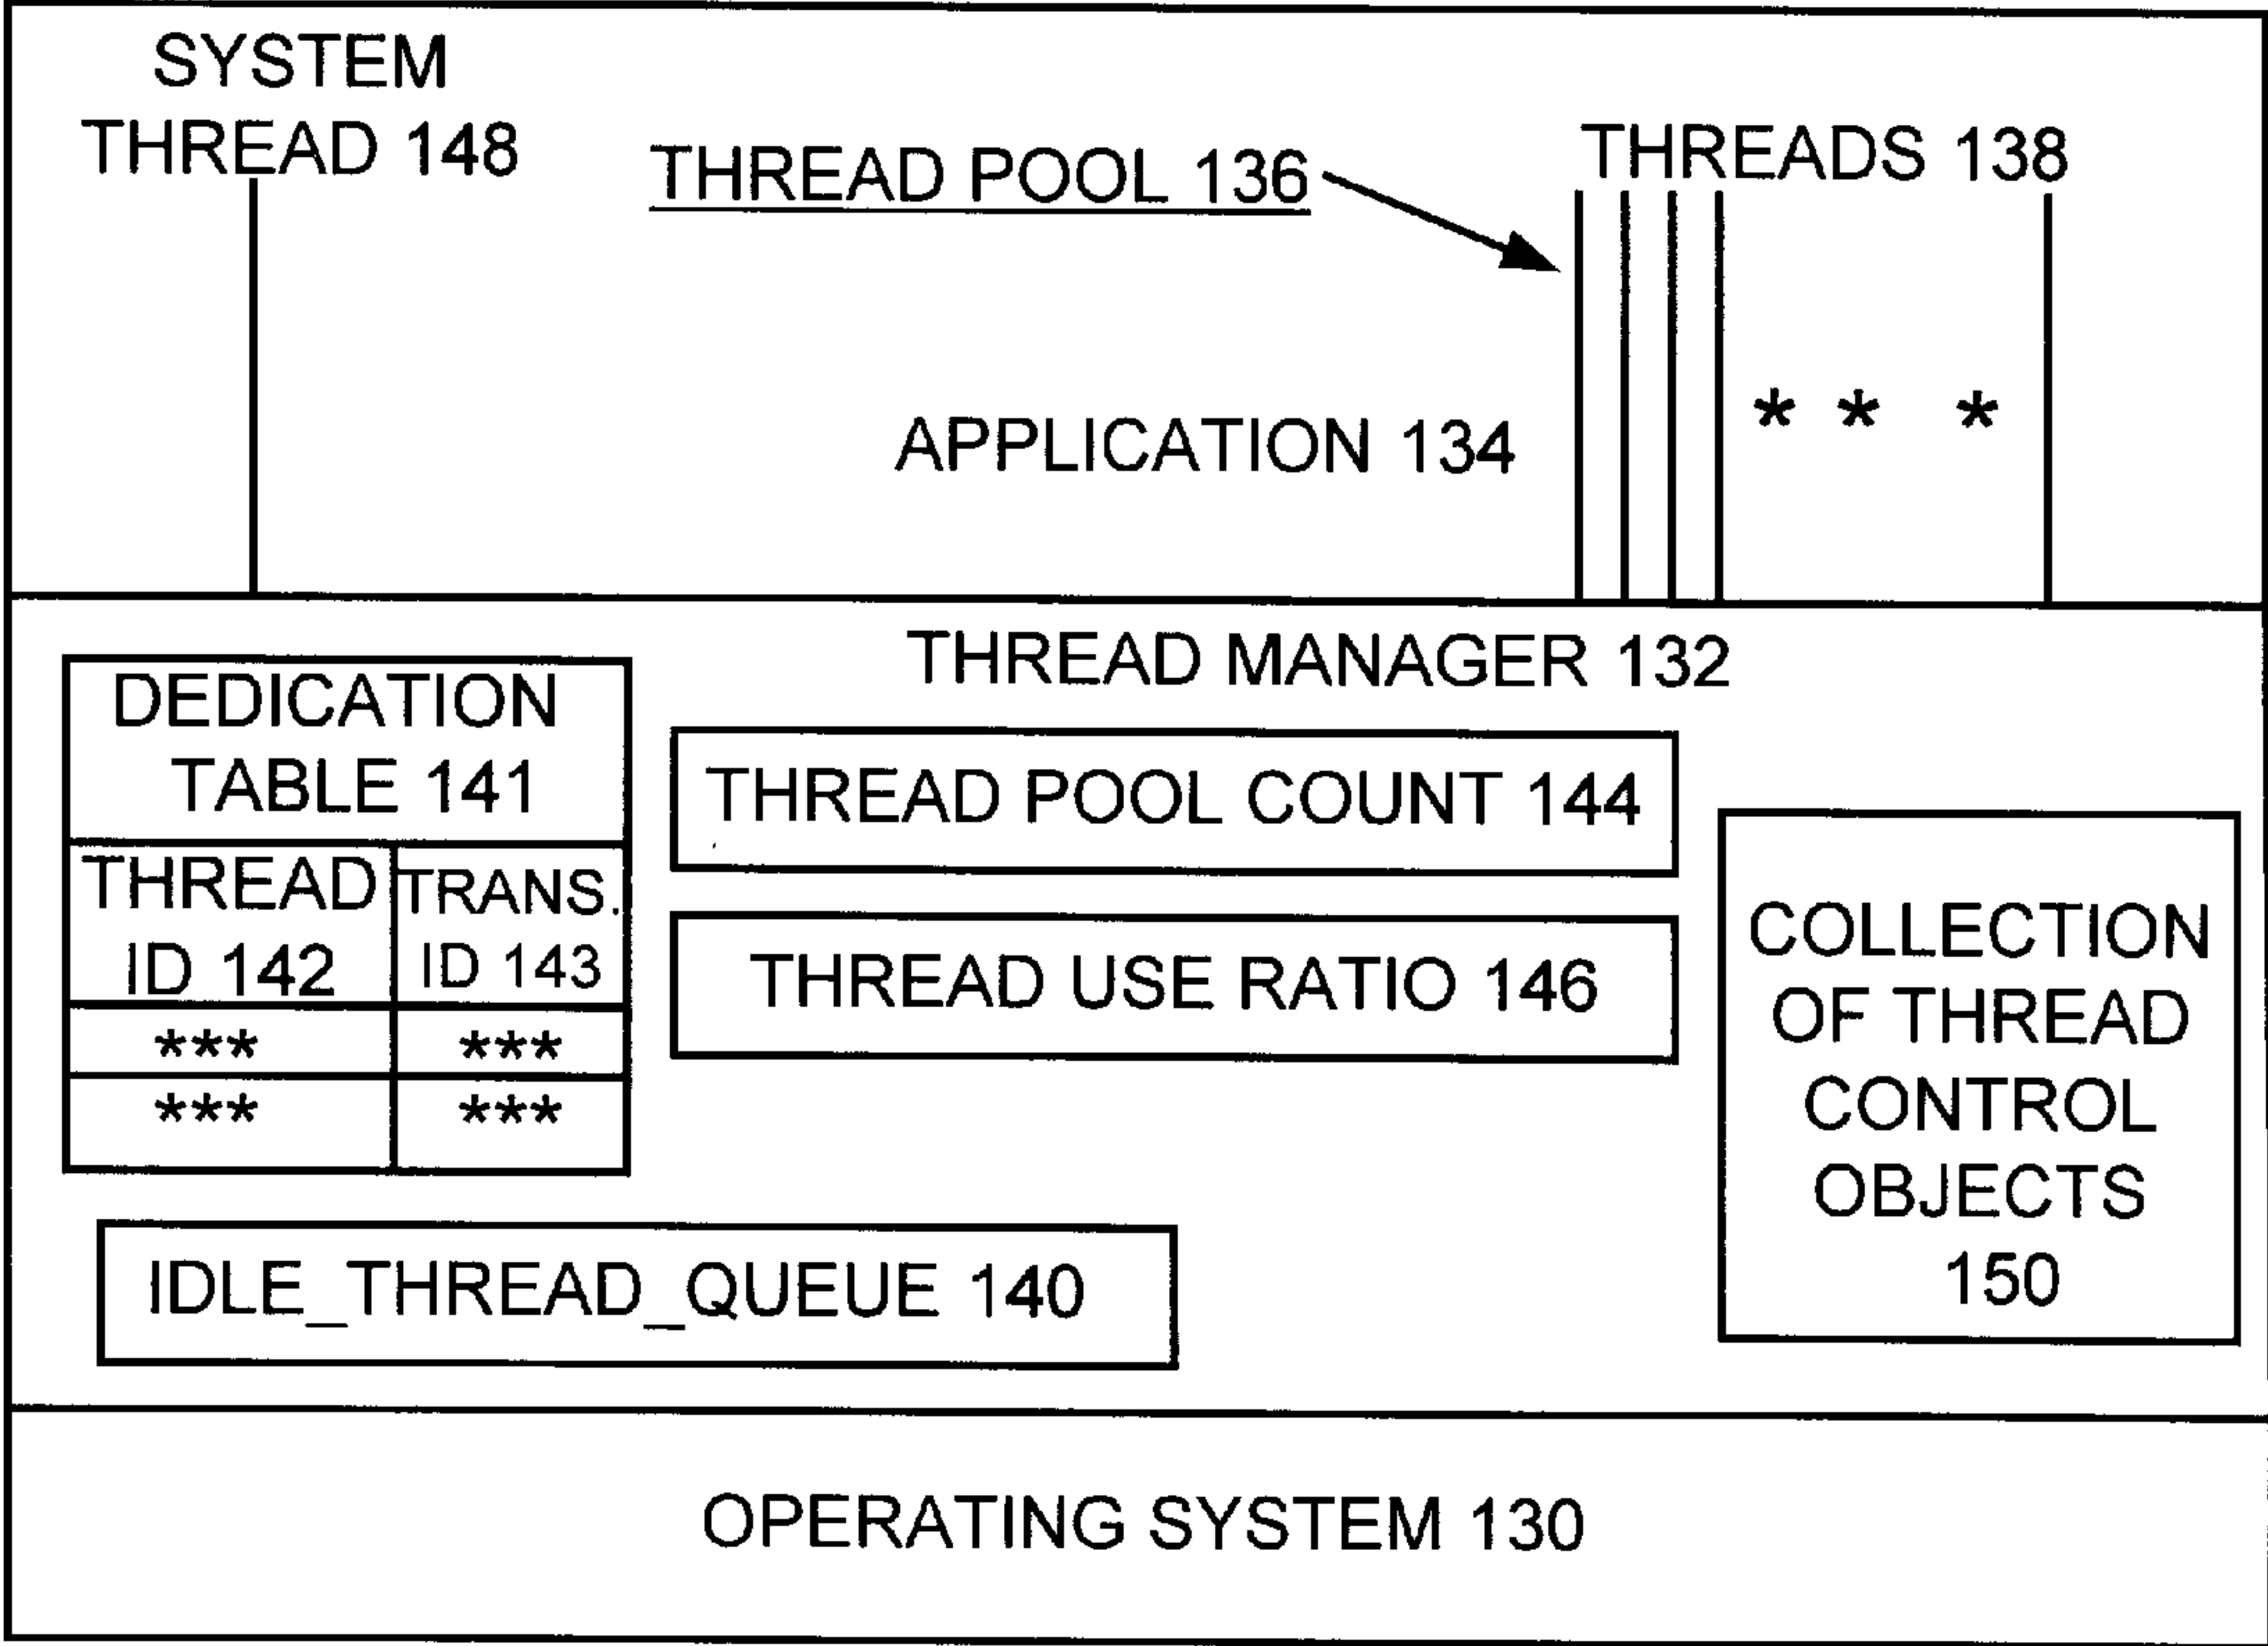 SYSTEM
THREAD 148
THREAD POOL 136
THREADS 138
APPLICATION 134
* * *
THREAD MANAGER 132
DEDICATION
TABLE 141
THREAD
ID 142
TRANS.
ID 143
*** ***
*** ***
THREAD POOL COUNT 144
THREAD USE RATIO 146
COLLECTION
OF THREAD
CONTROL
OBJECTS
150
IDLE_THREAD_QUEUE 140
OPERATING SYSTEM 130